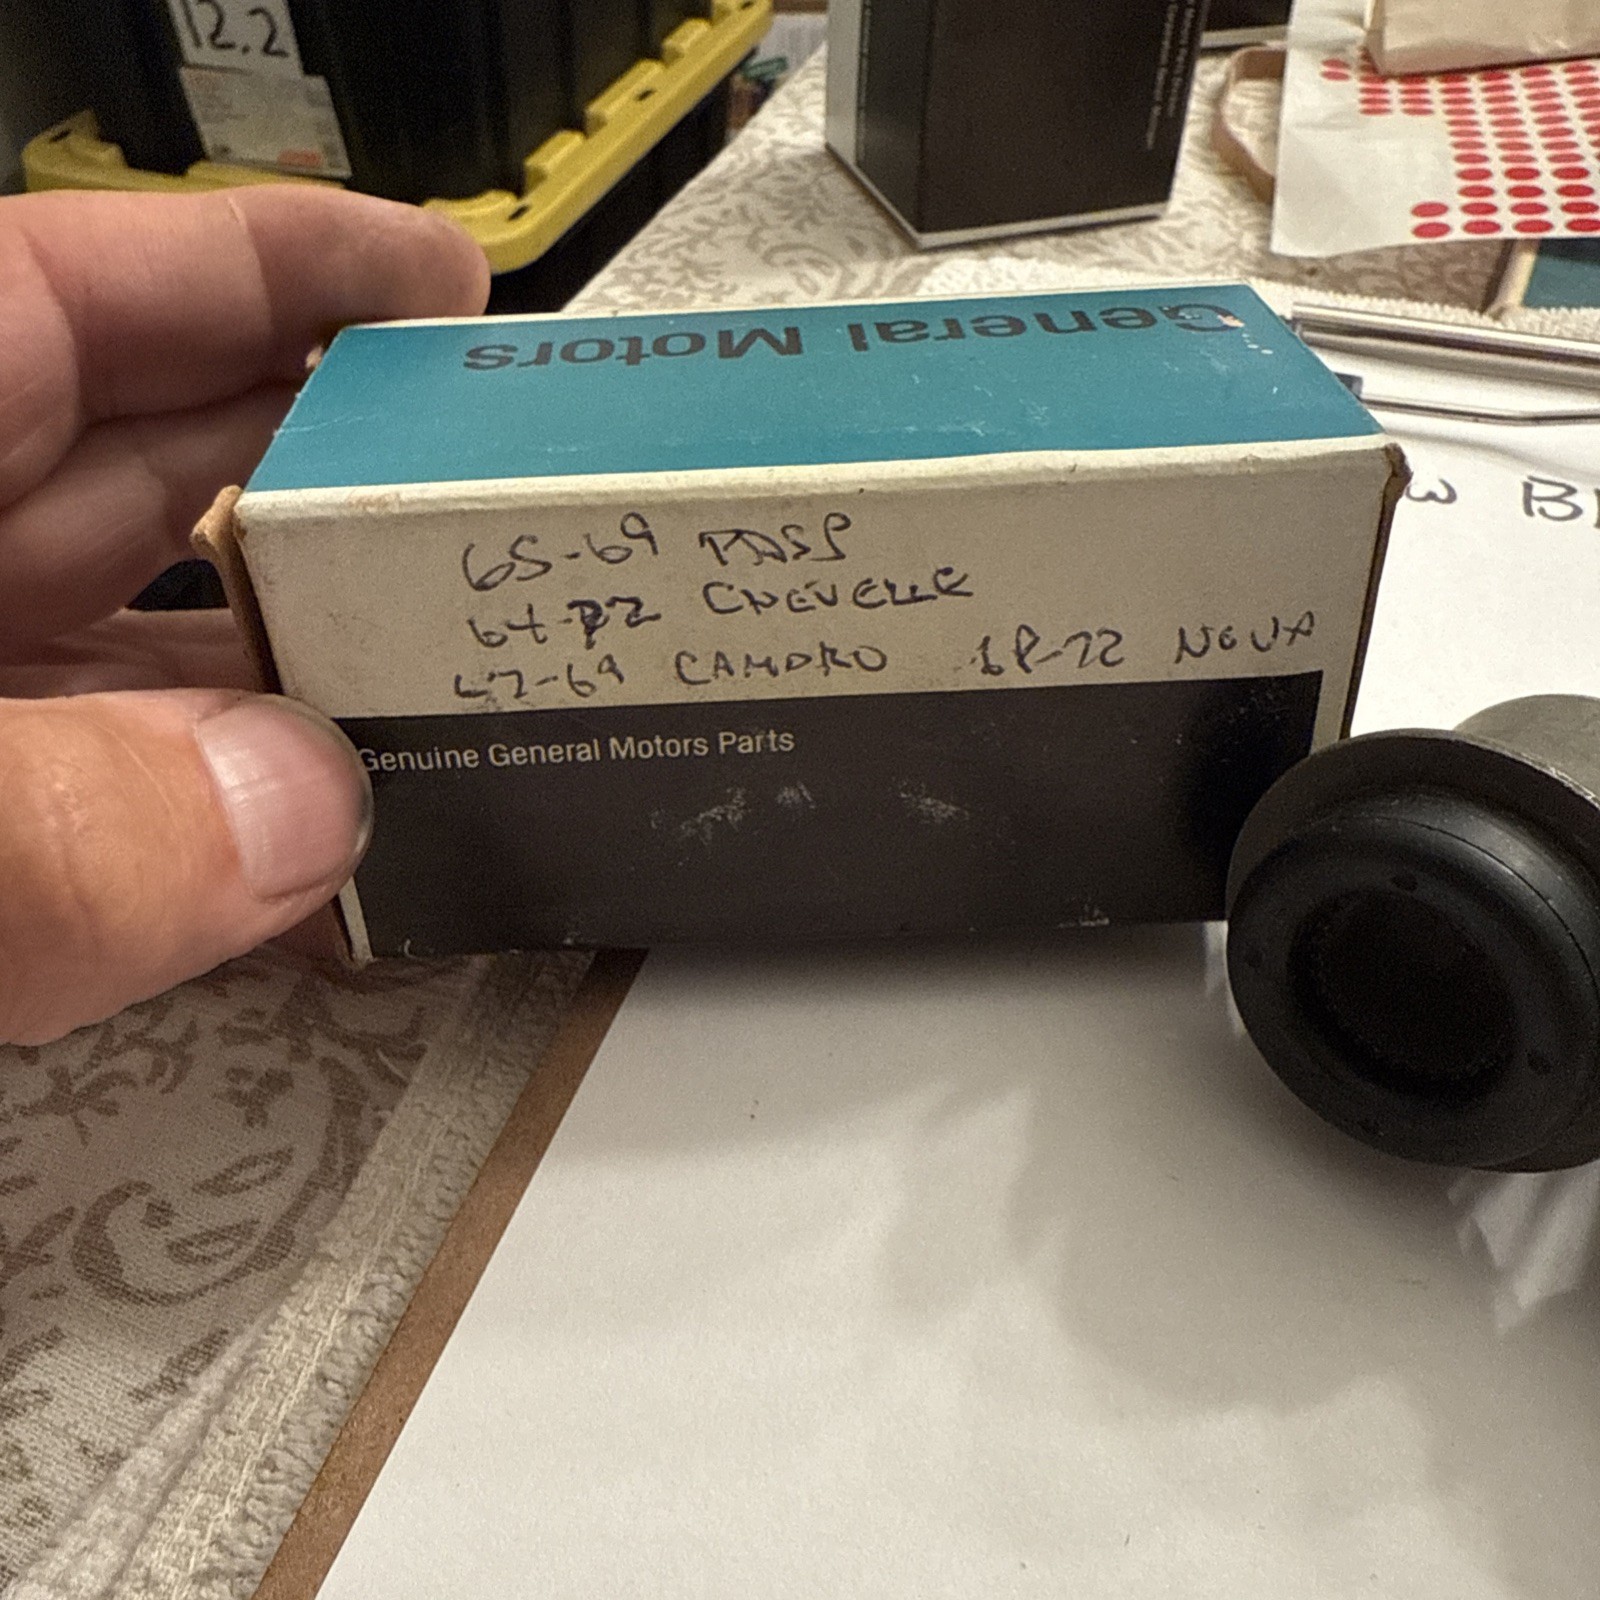 12.2
General Motors
65-69 PASS
64-72 CHEVELLE
67-69 CAMARO 68-72 NOVA
Genuine General Motors Parts
W B